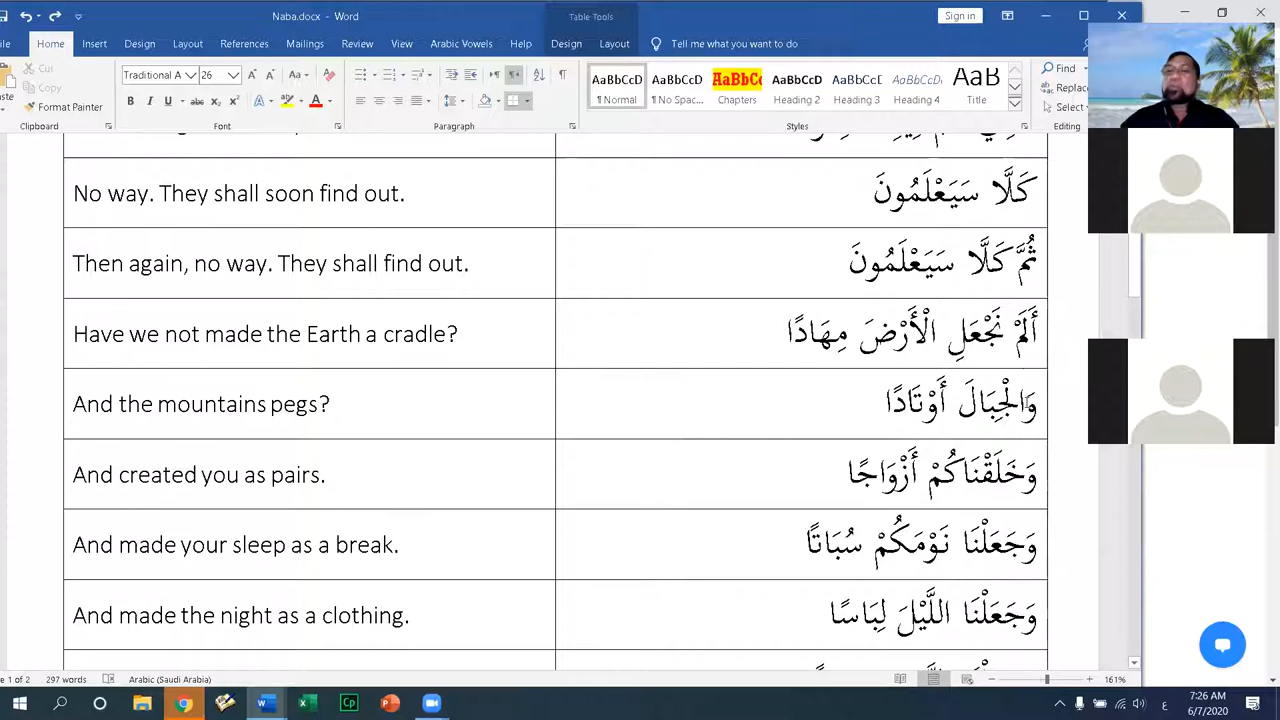 Naba.docx - Word
Table Tools
Sign in
Home Insert Design Layout References Mailings Review View Arabic Vowels Help Design Layout Tell me what you want to do
Cut
Copy
Format Painter
Clipboard
Traditional A 26
Font
Paragraph
AaBbCcD ¶ Normal
AaBbCcD ¶ No Spac...
AaBbCc Chapters
AaBbCcD Heading 2
AaBbCcD Heading 3
AaBbCcD Heading 4
AaB Title
Styles
Find
Replace
Select
Editing
No way. They shall soon find out.
كَلَّا سَيَعْلَمُونَ
Then again, no way. They shall find out.
ثُمَّ كَلَّا سَيَعْلَمُونَ
Have we not made the Earth a cradle?
أَلَمْ نَجْعَلِ الْأَرْضَ مِهَادًا
And the mountains pegs?
وَالْجِبَالَ أَوْتَادًا
And created you as pairs.
وَخَلَقْنَاكُمْ أَزْوَاجًا
And made your sleep as a break.
وَجَعَلْنَا نَوْمَكُمْ سُبَاتًا
And made the night as a clothing.
وَجَعَلْنَا اللَّيْلَ لِبَاسًا
1 of 2 297 words Arabic (Saudi Arabia) 161%
7:26 AM
6/7/2020